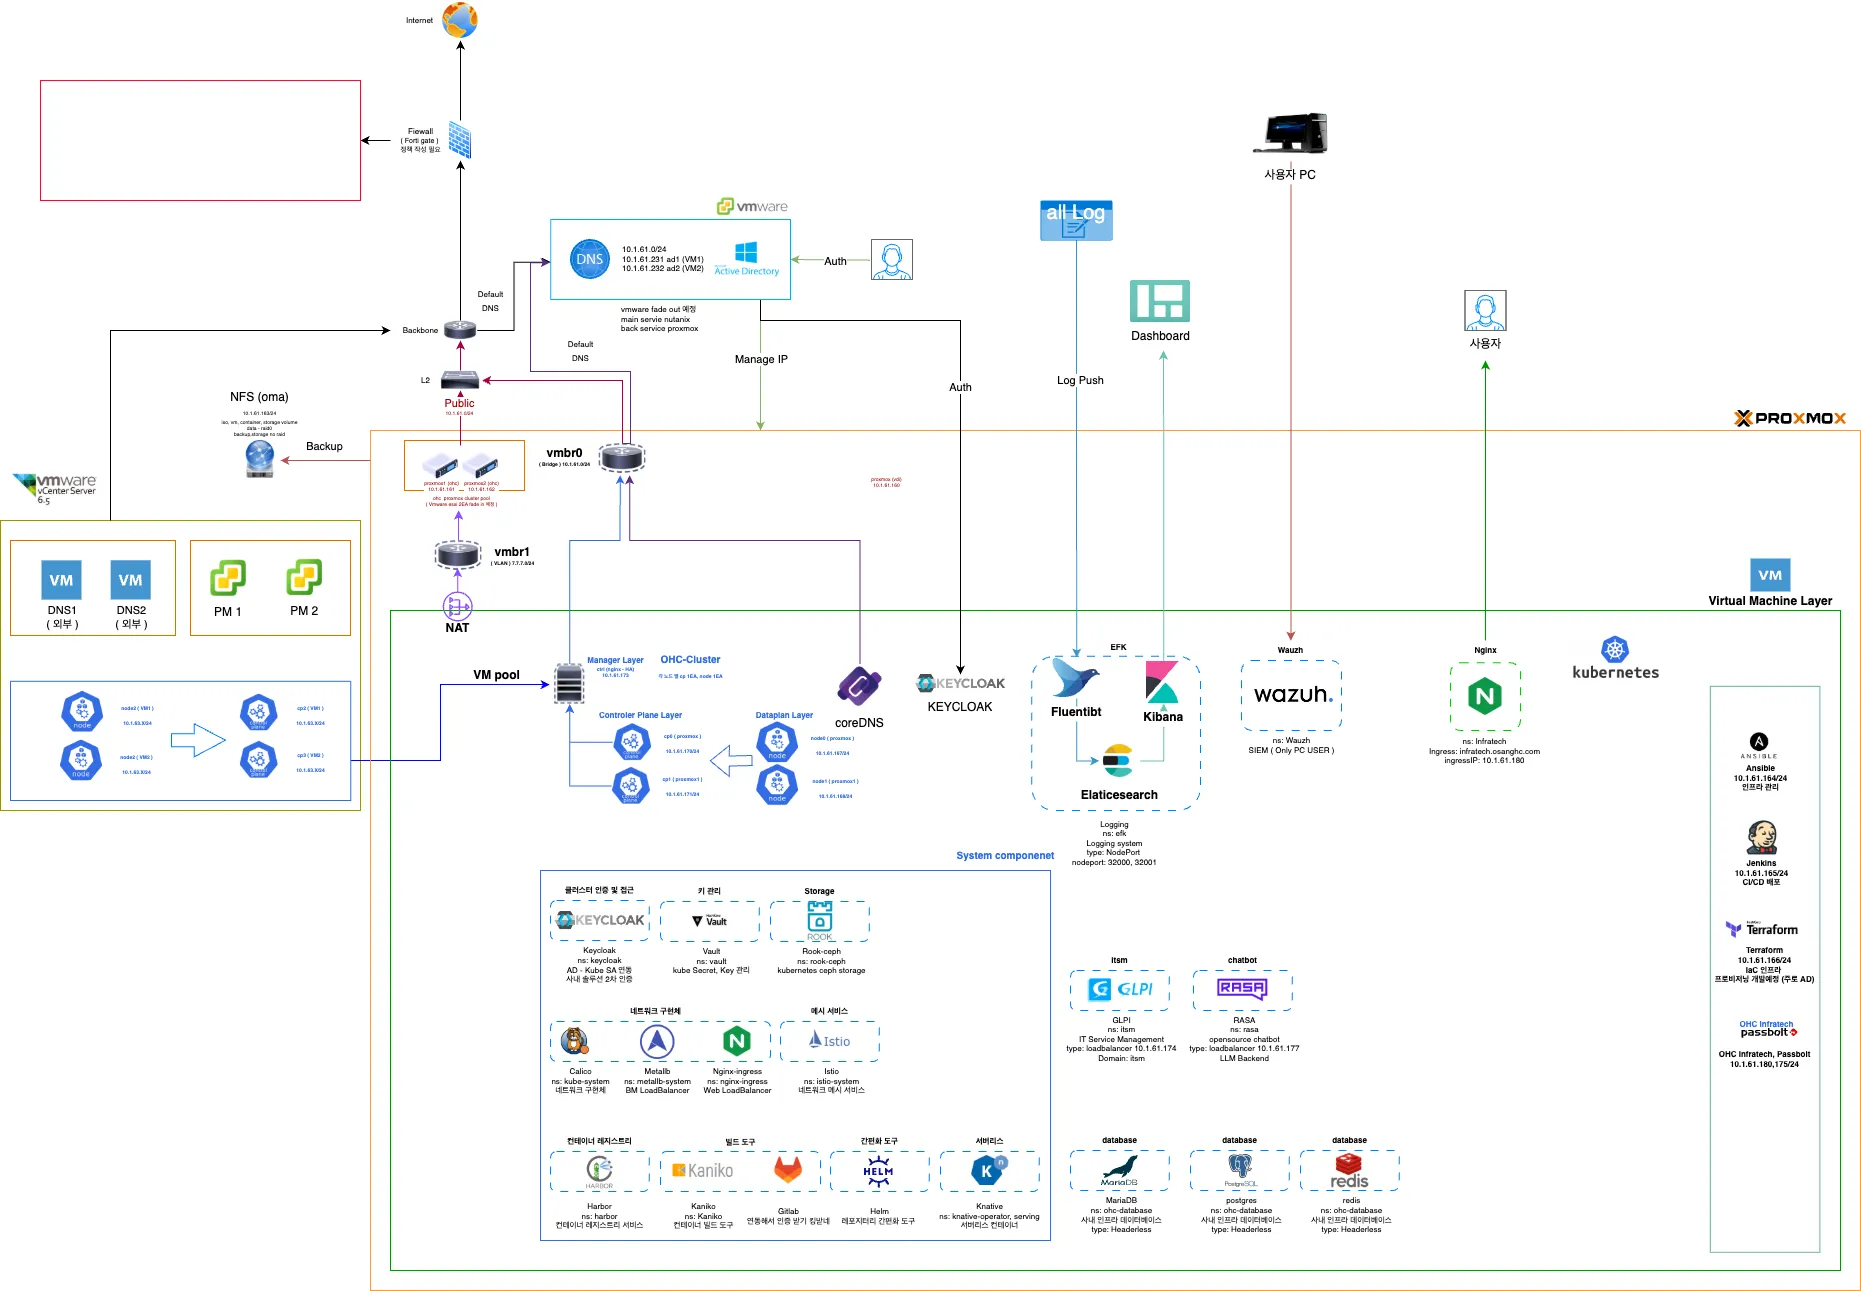 Internet
Fiewall
( Forti gate )
정책 작성 필요
vmware
DNS
10.1.61.0/24
10.1.61.231 ad1 (VM1)
10.1.61.232 ad2 (VM2)
Active Directory
Auth
vmware fade out 예정
main servie nutanix
back service proxmox
Default
DNS
Backbone
Default
DNS
Manage IP
Auth
L2
Public
10.1.61.0/24
all Log
Log Push
Dashboard
사용자 PC
사용자
NFS (oma)
10.1.61.163/24
iso, vm, container, storage volume
data - raid0
backup,storage no raid
Backup
vmware
vCenter Server
6.5
PROXMOX
proxmox1 (ohc)
10.1.61.161
proxmox2 (ohc)
10.1.61.162
ohc proxmox cluster pool
( Vmware esxi 2EA fade in 예정 )
vmbr0
( Bridge ) 10.1.61.0/24
proxmox (vdi)
10.1.61.160
vmbr1
( VLAN ) 7.7.7.0/24
NAT
VM
DNS1
( 외부 )
VM
DNS2
( 외부 )
PM 1
PM 2
node
node2 ( VM1 )
10.1.63.X/24
node
node2 ( VM2 )
10.1.63.X/24
control plane
cp2 ( VM1 )
10.1.63.X/24
control plane
cp3 ( VM2 )
10.1.63.X/24
VM pool
VM
Virtual Machine Layer
Manager Layer
ctrl (nginx - HA)
10.1.61.173
OHC-Cluster
각 노드 별 cp 1EA, node 1EA
Controler Plane Layer
cp0 ( proxmox )
10.1.61.170/24
cp1 ( proxmox1 )
10.1.61.171/24
Dataplan Layer
node
node0 ( proxmox )
10.1.61.167/24
node
node1 ( proxmox1 )
10.1.61.168/24
coreDNS
KEYCLOAK
KEYCLOAK
EFK
Fluentibt
Kibana
Elaticesearch
Logging
ns: efk
Logging system
type: NodePort
nodeport: 32000, 32001
Wauzh
wazuh.
ns: Wauzh
SIEM ( Only PC USER )
Nginx
ns: Infratech
Ingress: infratech.osanghc.com
ingressIP: 10.1.61.180
kubernetes
ANSIBLE
Ansible
10.1.61.164/24
인프라 관리
Jenkins
10.1.61.165/24
CI/CD 배포
HashiCorp
Terraform
Terraform
10.1.61.166/24
IaC 인프라
프로비저닝 개발예정 (주로 AD)
OHC Infratech
passbolt
OHC Infratech, Passbolt
10.1.61.180,175/24
System componenet
클러스터 인증 및 접근
KEYCLOAK
Keycloak
ns: keycloak
AD - Kube SA 연동
사내 솔루션 2차 인증
키 관리
HashiCorp
Vault
Vault
ns: vault
kube Secret, Key 관리
Storage
ROOK
Rook-ceph
ns: rook-ceph
kubernetes ceph storage
네트워크 구현체
Calico
ns: kube-system
네트워크 구현체
Metallb
ns: metallb-system
BM LoadBalancer
Nginx-ingress
ns: nginx-ingress
Web LoadBalancer
메시 서비스
Istio
Istio
ns: istio-system
네트워크 메시 서비스
컨테이너 레지스트리
HARBOR
Harbor
ns: harbor
컨테이너 레지스트리 서비스
빌드 도구
Kaniko
Kaniko
ns: Kaniko
컨테이너 빌드 도구
Gitlab
연동해서 인증 받기 킹받네
간편화 도구
HELM
Helm
레포지터리 간편화 도구
서버리스
Knative
ns: knative-operator, serving
서버리스 컨테이너
itsm
GLPI
GLPI
ns: itsm
IT Service Management
type: loadbalancer 10.1.61.174
Domain: itsm
chatbot
RASA
RASA
ns: rasa
opensource chatbot
type: loadbalancer 10.1.61.177
LLM Backend
database
MariaDB
MariaDB
ns: ohc-database
사내 인프라 데이터베이스
type: Headerless
database
PostgreSQL
postgres
ns: ohc-database
사내 인프라 데이터베이스
type: Headerless
database
redis
redis
ns: ohc-database
사내 인프라 데이터베이스
type: Headerless